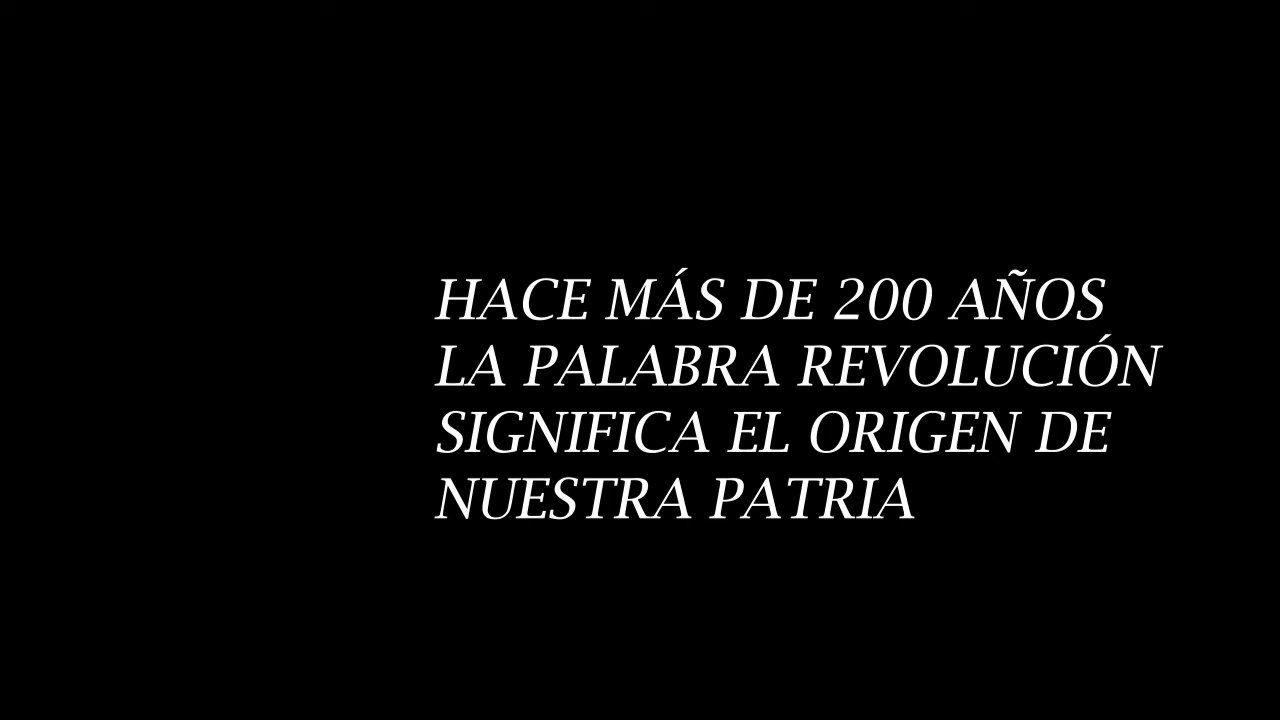 HACE MÁS DE 200 AÑOS
LA PALABRA REVOLUCIÓN
SIGNIFICA EL ORIGEN DE
NUESTRA PATRIA